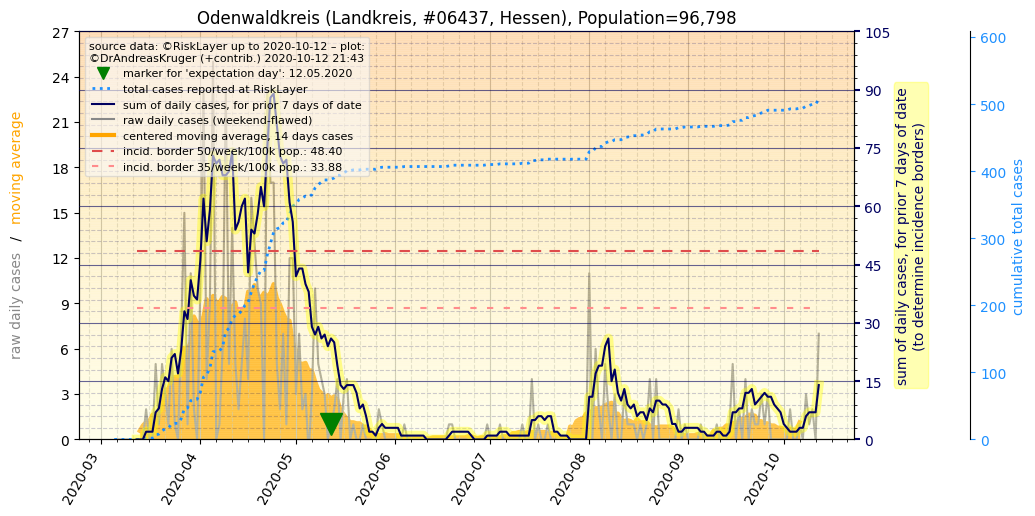 Odenwaldkreis (Landkreis, #06437, Hessen), Population=96,798
source data: ©RiskLayer up to 2020-10-12 – plot:
©DrAndreasKruger (+contrib.) 2020-10-12 21:43
marker for 'expectation day': 12.05.2020
total cases reported at RiskLayer
sum of daily cases, for prior 7 days of date
raw daily cases (weekend-flawed)
centered moving average, 14 days cases
incid. border 50/week/100k pop.: 48.40
incid. border 35/week/100k pop.: 33.88
raw daily cases / moving average
27
24
21
18
15
12
9
6
3
0
2020-03
2020-04
2020-05
2020-06
2020-07
2020-08
2020-09
2020-10
105
90
75
60
45
30
15
0
sum of daily cases, for prior 7 days of date
(to determine incidence borders)
600
500
400
300
200
100
0
cumulative total cases